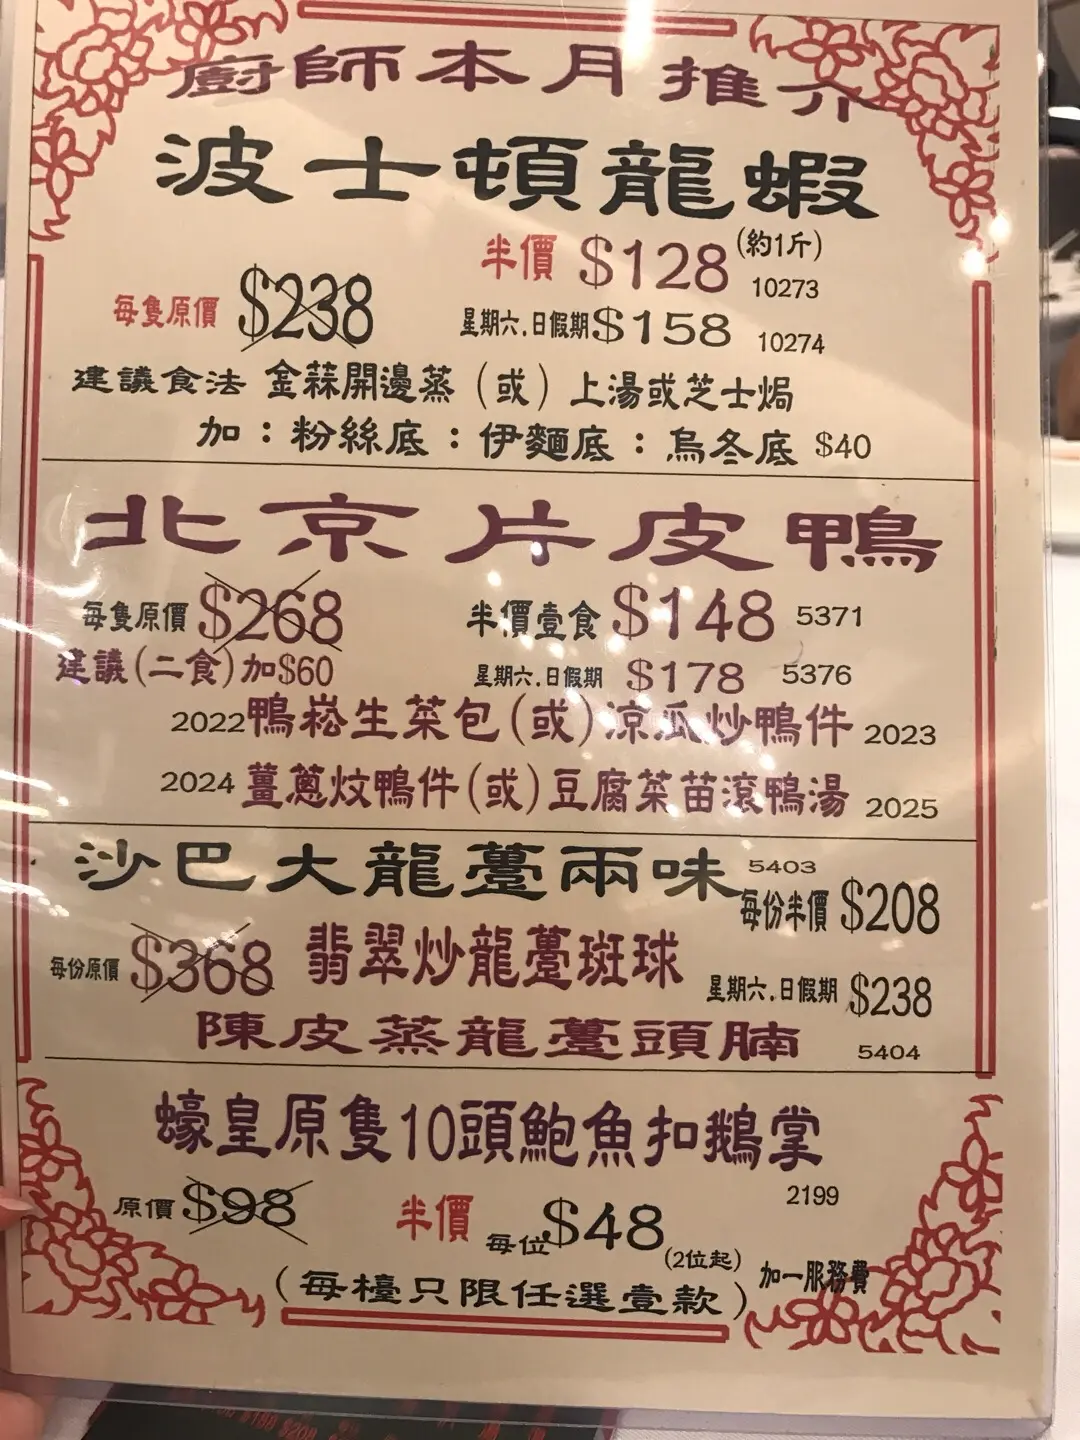 廚師本月推介
波士頓龍蝦
每隻原價 $238
半價 $128 (約1斤) 10273
星期六.日假期 $158 10274
建議食法 金蒜開邊蒸（或）上湯或芝士焗
加：粉絲底：伊麵底：烏冬底 $40
北京片皮鴨
每隻原價 $268
半價壹食 $148 5371
建議(二食)加$60
星期六.日假期 $178 5376
2022 鴨崧生菜包(或)涼瓜炒鴨件 2023
2024 薑蔥炆鴨件(或)豆腐菜苗滾鴨湯 2025
沙巴大龍躉兩味 5403
每份半價 $208
每份原價 $368
翡翠炒龍躉斑球
星期六.日假期 $238
陳皮蒸龍躉頭腩 5404
蠔皇原隻10頭鮑魚扣鵝掌
2199
原價 $98 半價 每位 $48 (2位起)
加一服務費
(每檯只限任選壹款)